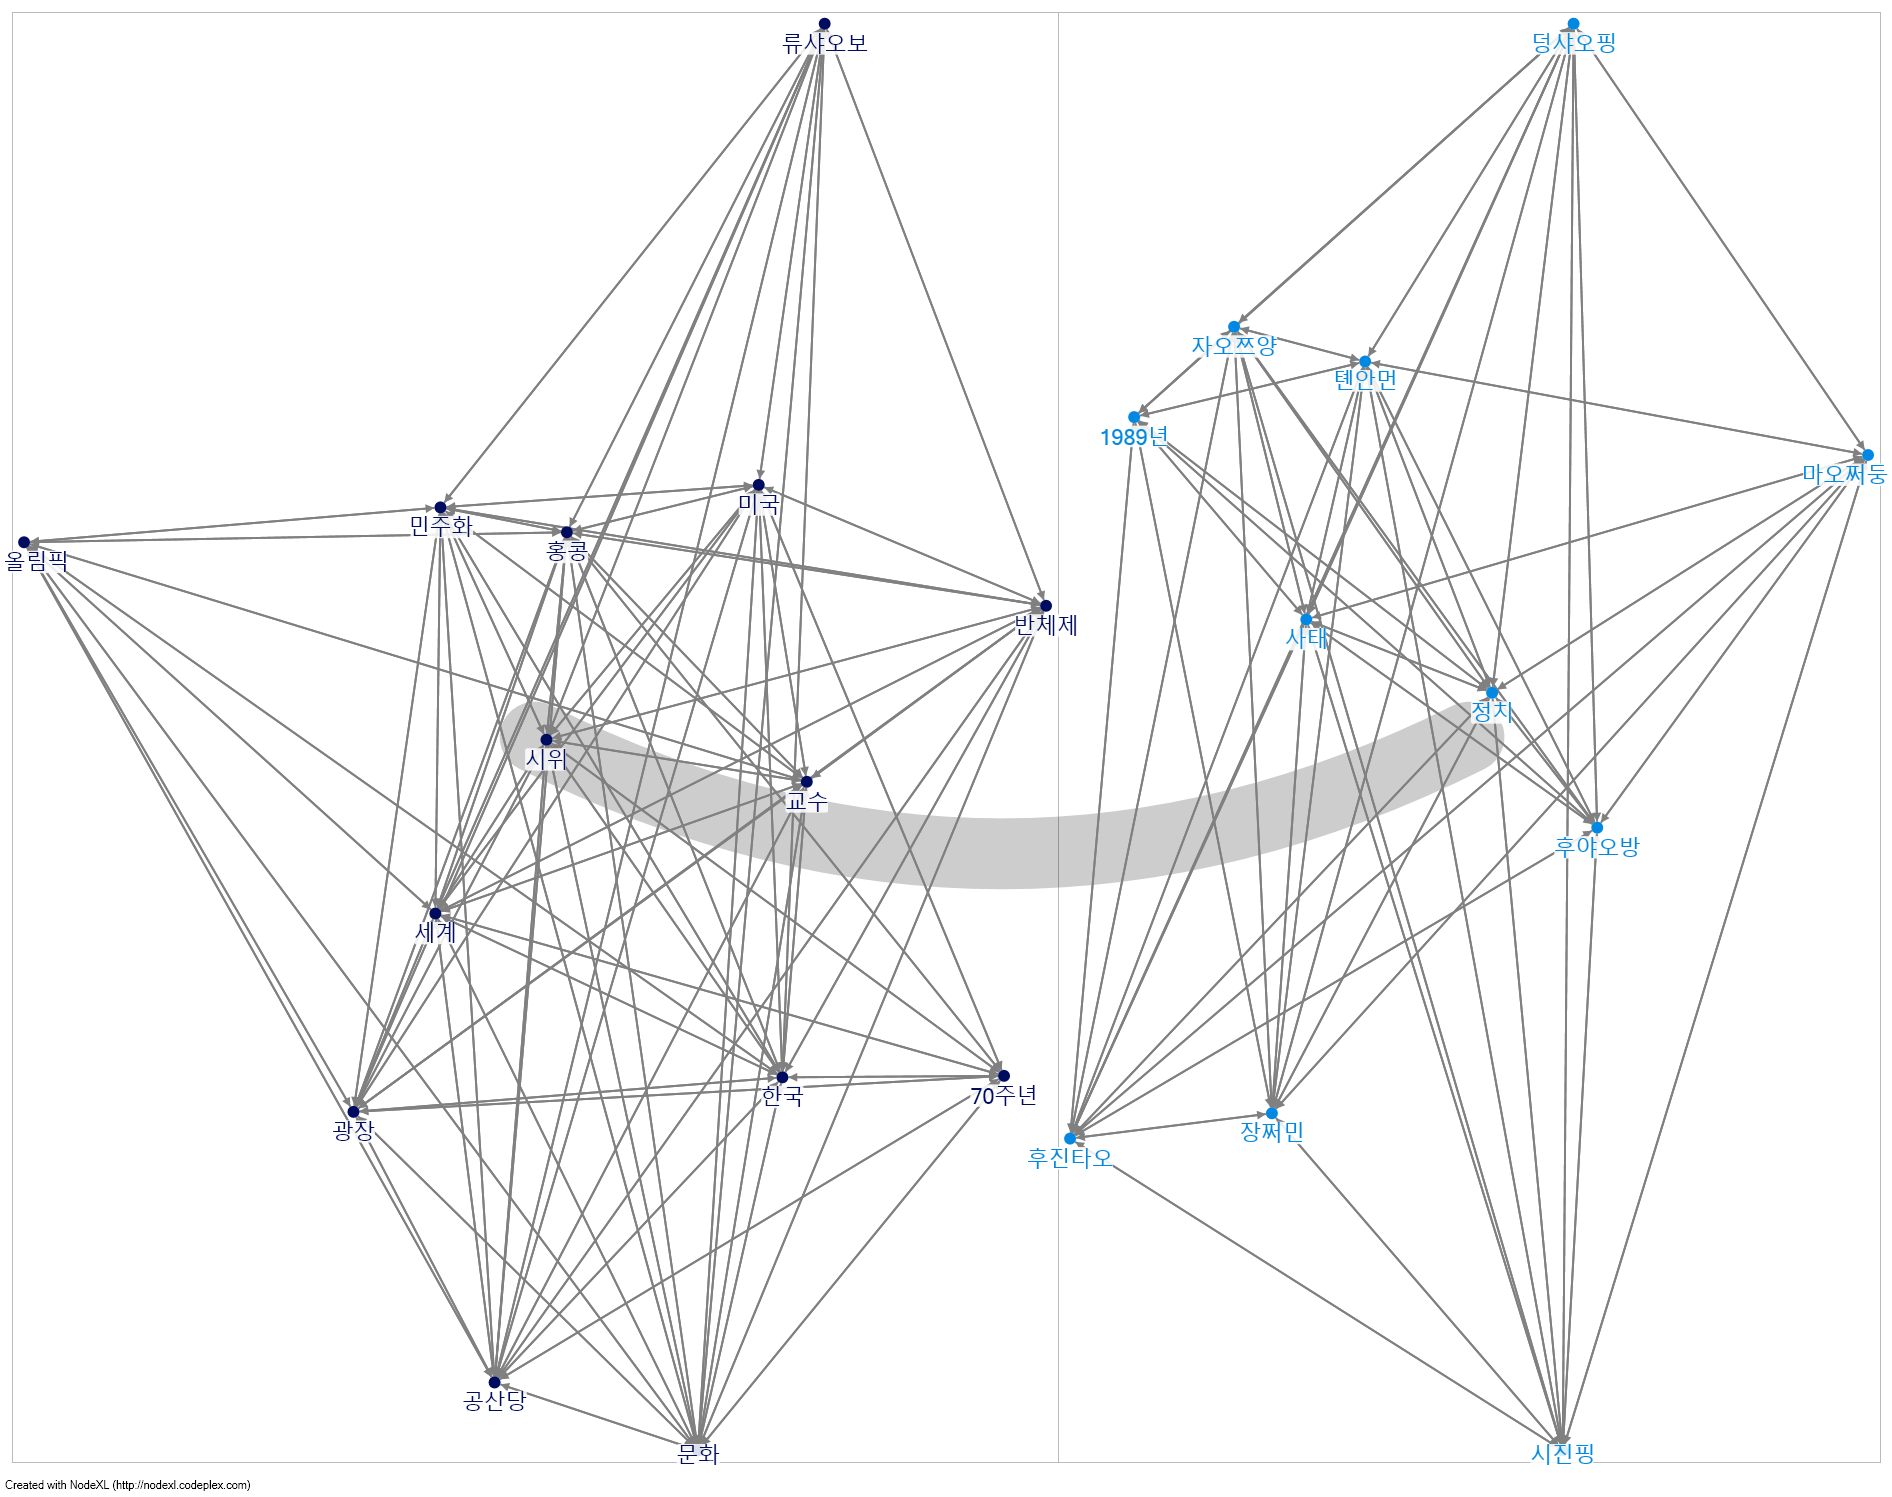 류샤오보
덩샤오핑
자오쯔양
톈안먼
1989년
마오쩌둥
미국
민주화
홍콩
올림픽
반체제
사태
정치
시위
교수
후야오방
세계
한국
70주년
광장
장쩌민
후진타오
공산당
문화
시진핑
Created with NodeXL (http://nodexl.codeplex.com)